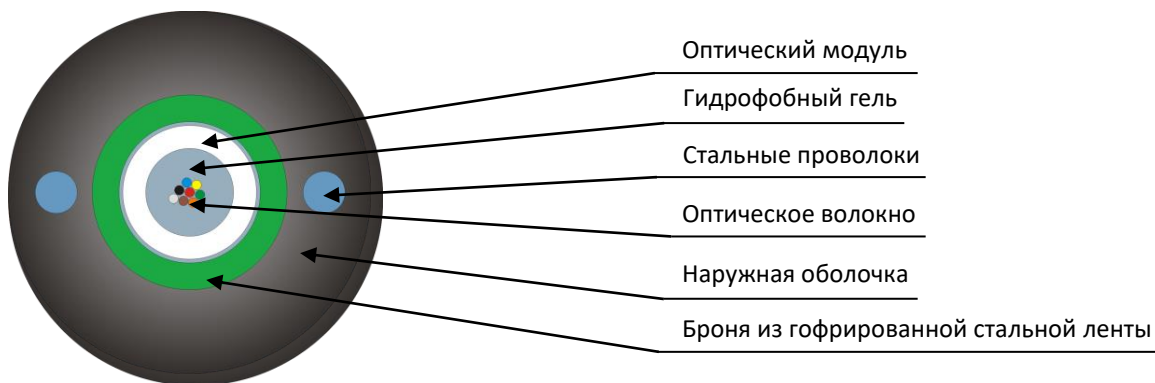 Оптический модуль
Гидрофобный гель
Стальные проволоки
Оптическое волокно
Наружная оболочка
Броня из гофрированной стальной ленты